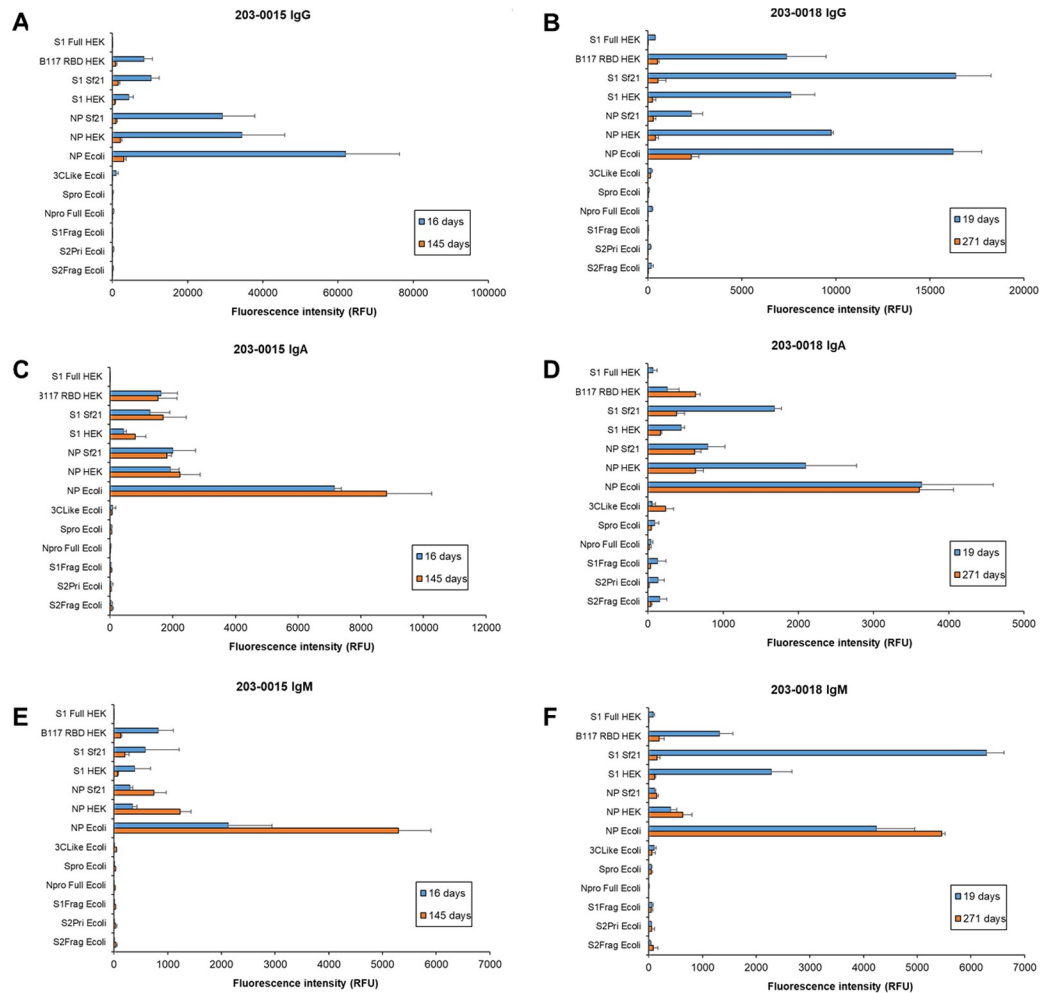 A
203-0015 IgG
S1 Full HEK
B117 RBD HEK
S1 Sf21
S1 HEK
NP Sf21
NP HEK
NP Ecoli
3CLike Ecoli
Spro Ecoli
Npro Full Ecoli
S1Frag Ecoli
S2Pri Ecoli
S2Frag Ecoli
16 days
145 days
0 20000 40000 60000 80000 100000
Fluorescence intensity (RFU)
B
203-0018 IgG
S1 Full HEK
B117 RBD HEK
S1 Sf21
S1 HEK
NP Sf21
NP HEK
NP Ecoli
3CLike Ecoli
Spro Ecoli
Npro Full Ecoli
S1Frag Ecoli
S2Pri Ecoli
S2Frag Ecoli
19 days
271 days
0 5000 10000 15000 20000
Fluorescence intensity (RFU)
C
203-0015 IgA
S1 Full HEK
B117 RBD HEK
S1 Sf21
S1 HEK
NP Sf21
NP HEK
NP Ecoli
3CLike Ecoli
Spro Ecoli
Npro Full Ecoli
S1Frag Ecoli
S2Pri Ecoli
S2Frag Ecoli
16 days
145 days
0 2000 4000 6000 8000 10000 12000
Fluorescence intensity (RFU)
D
203-0018 IgA
S1 Full HEK
B117 RBD HEK
S1 Sf21
S1 HEK
NP Sf21
NP HEK
NP Ecoli
3CLike Ecoli
Spro Ecoli
Npro Full Ecoli
S1Frag Ecoli
S2Pri Ecoli
S2Frag Ecoli
19 days
271 days
0 1000 2000 3000 4000 5000
Fluorescence intensity (RFU)
E
203-0015 IgM
S1 Full HEK
B117 RBD HEK
S1 Sf21
S1 HEK
NP Sf21
NP HEK
NP Ecoli
3CLike Ecoli
Spro Ecoli
Npro Full Ecoli
S1Frag Ecoli
S2Pri Ecoli
S2Frag Ecoli
16 days
145 days
0 1000 2000 3000 4000 5000 6000 7000
Fluorescence intensity (RFU)
F
203-0018 IgM
S1 Full HEK
B117 RBD HEK
S1 Sf21
S1 HEK
NP Sf21
NP HEK
NP Ecoli
3CLike Ecoli
Spro Ecoli
Npro Full Ecoli
S1Frag Ecoli
S2Pri Ecoli
S2Frag Ecoli
19 days
271 days
0 1000 2000 3000 4000 5000 6000 7000
Fluorescence intensity (RFU)